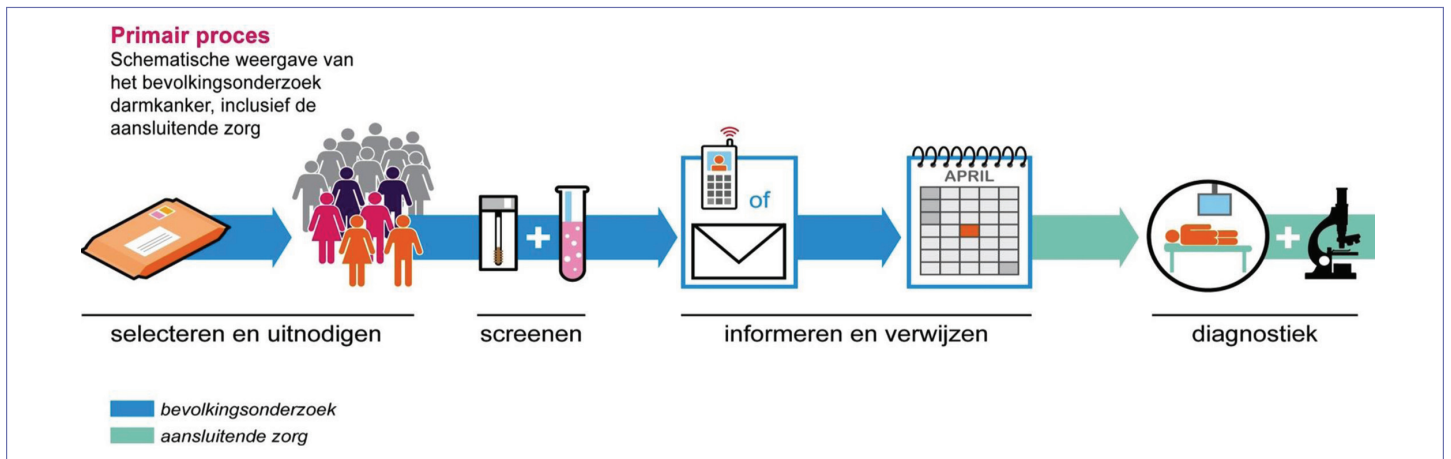 Primair proces
Schematische weergave van
het bevolkingsonderzoek
darmkanker, inclusief de
aansluitende zorg
of
APRIL
+
+
selecteren en uitnodigen
screenen
informeren en verwijzen
diagnostiek
bevolkingsonderzoek
aansluitende zorg